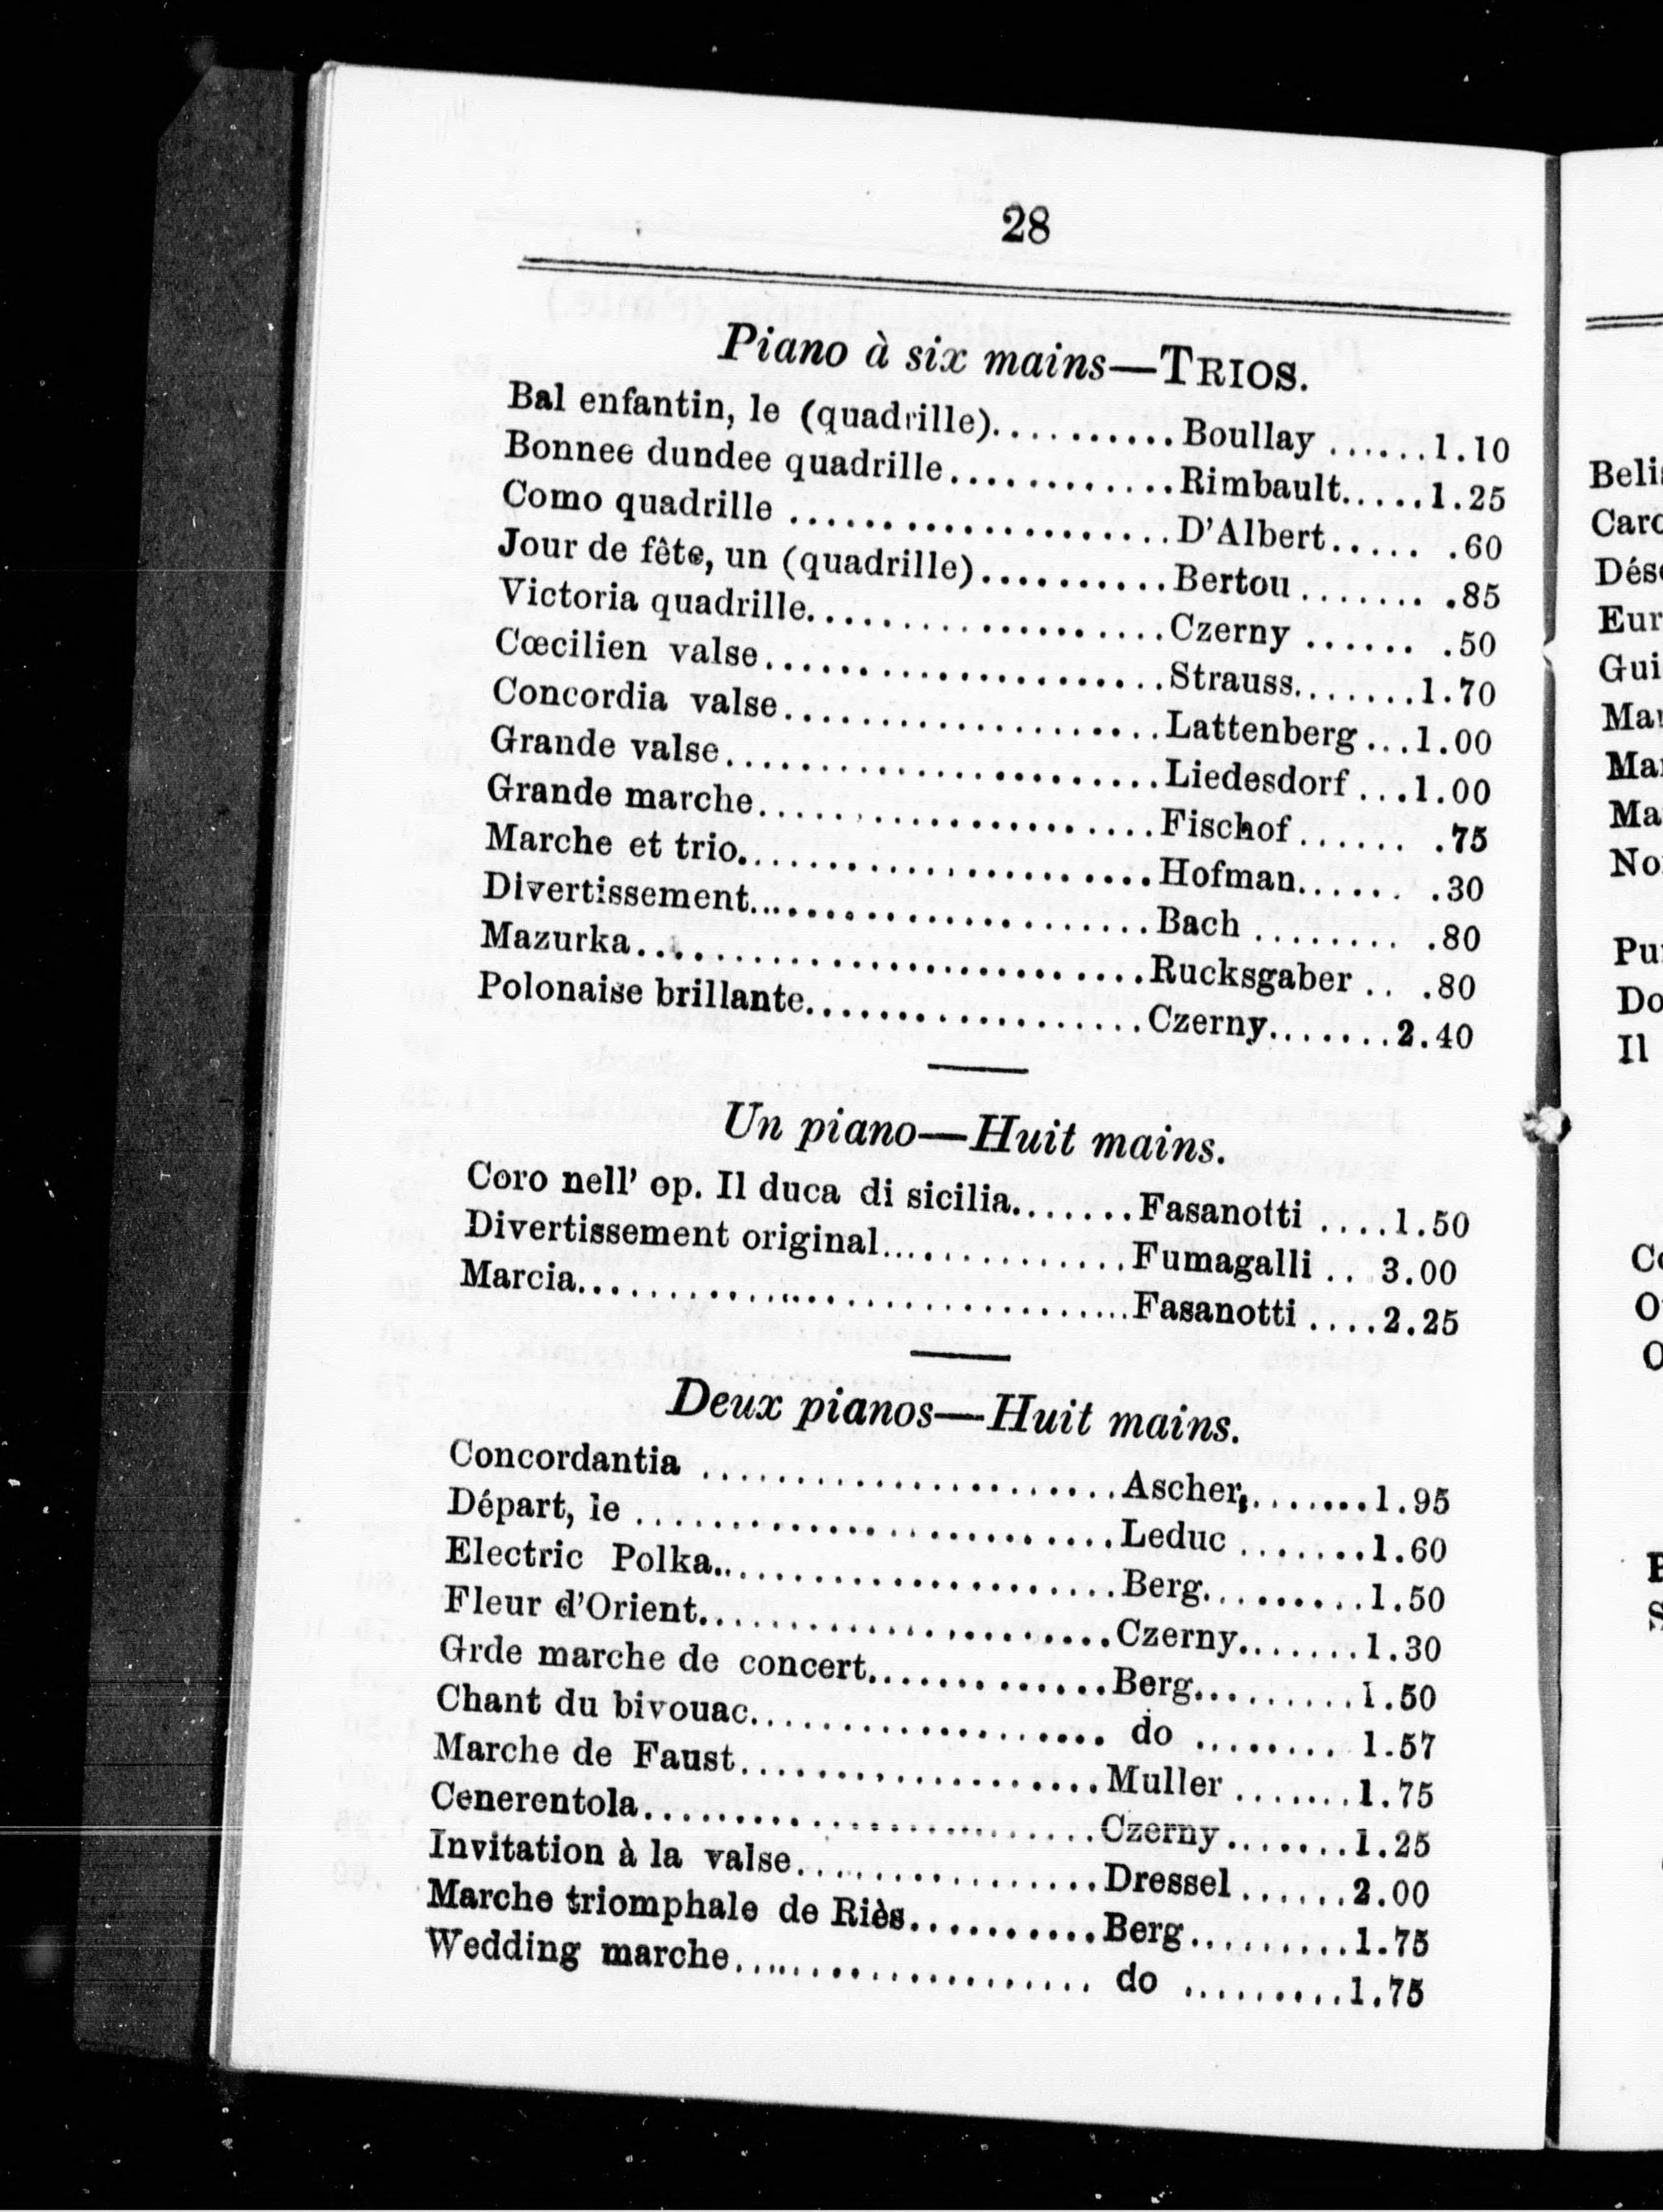 28
Piano à six mains—TRIOS.
Bal enfantin, le (quadrille)..........Boullay ......1.10
Bonnee dundee quadrille............Rimbault.....1.25
Como quadrille ....................D'Albert..... .60
Jour de fête, un (quadrille)..........Bertou ....... .85
Victoria quadrille...................Czerny ...... .50
Cœcilien valse.....................Strauss.......1.70
Concordia valse....................Lattenberg ...1.00
Grande valse.......................Liedesdorf ...1.00
Grande marche.....................Fischof ...... .75
Marche et trio......................Hofman...... .30
Divertissement.....................Bach ........ .80
Mazurka...........................Rucksgaber .. .80
Polonaise brillante..................Czerny.......2.40
Un piano—Huit mains.
Coro nell' op. Il duca di sicilia.......Fasanotti ....1.50
Divertissement original.............Fumagalli .. 3.00
Marcia.............................Fasanotti ....2.25
Deux pianos—Huit mains.
Concordantia ......................Ascher,.......1.95
Départ, le .........................Leduc .......1.60
Electric Polka......................Berg.........1.50
Fleur d'Orient......................Czerny.......1.30
Grde marche de concert.............Berg.........1.50
Chant du bivouac................... do ........ 1.57
Marche de Faust...................Muller .......1.75
Cenerentola........................Czerny.......1.25
Invitation à la valse................Dressel ......2.00
Marche triomphale de Riès..........Berg.........1.75
Wedding marche................... do .........1.75
Pu
Do
Il